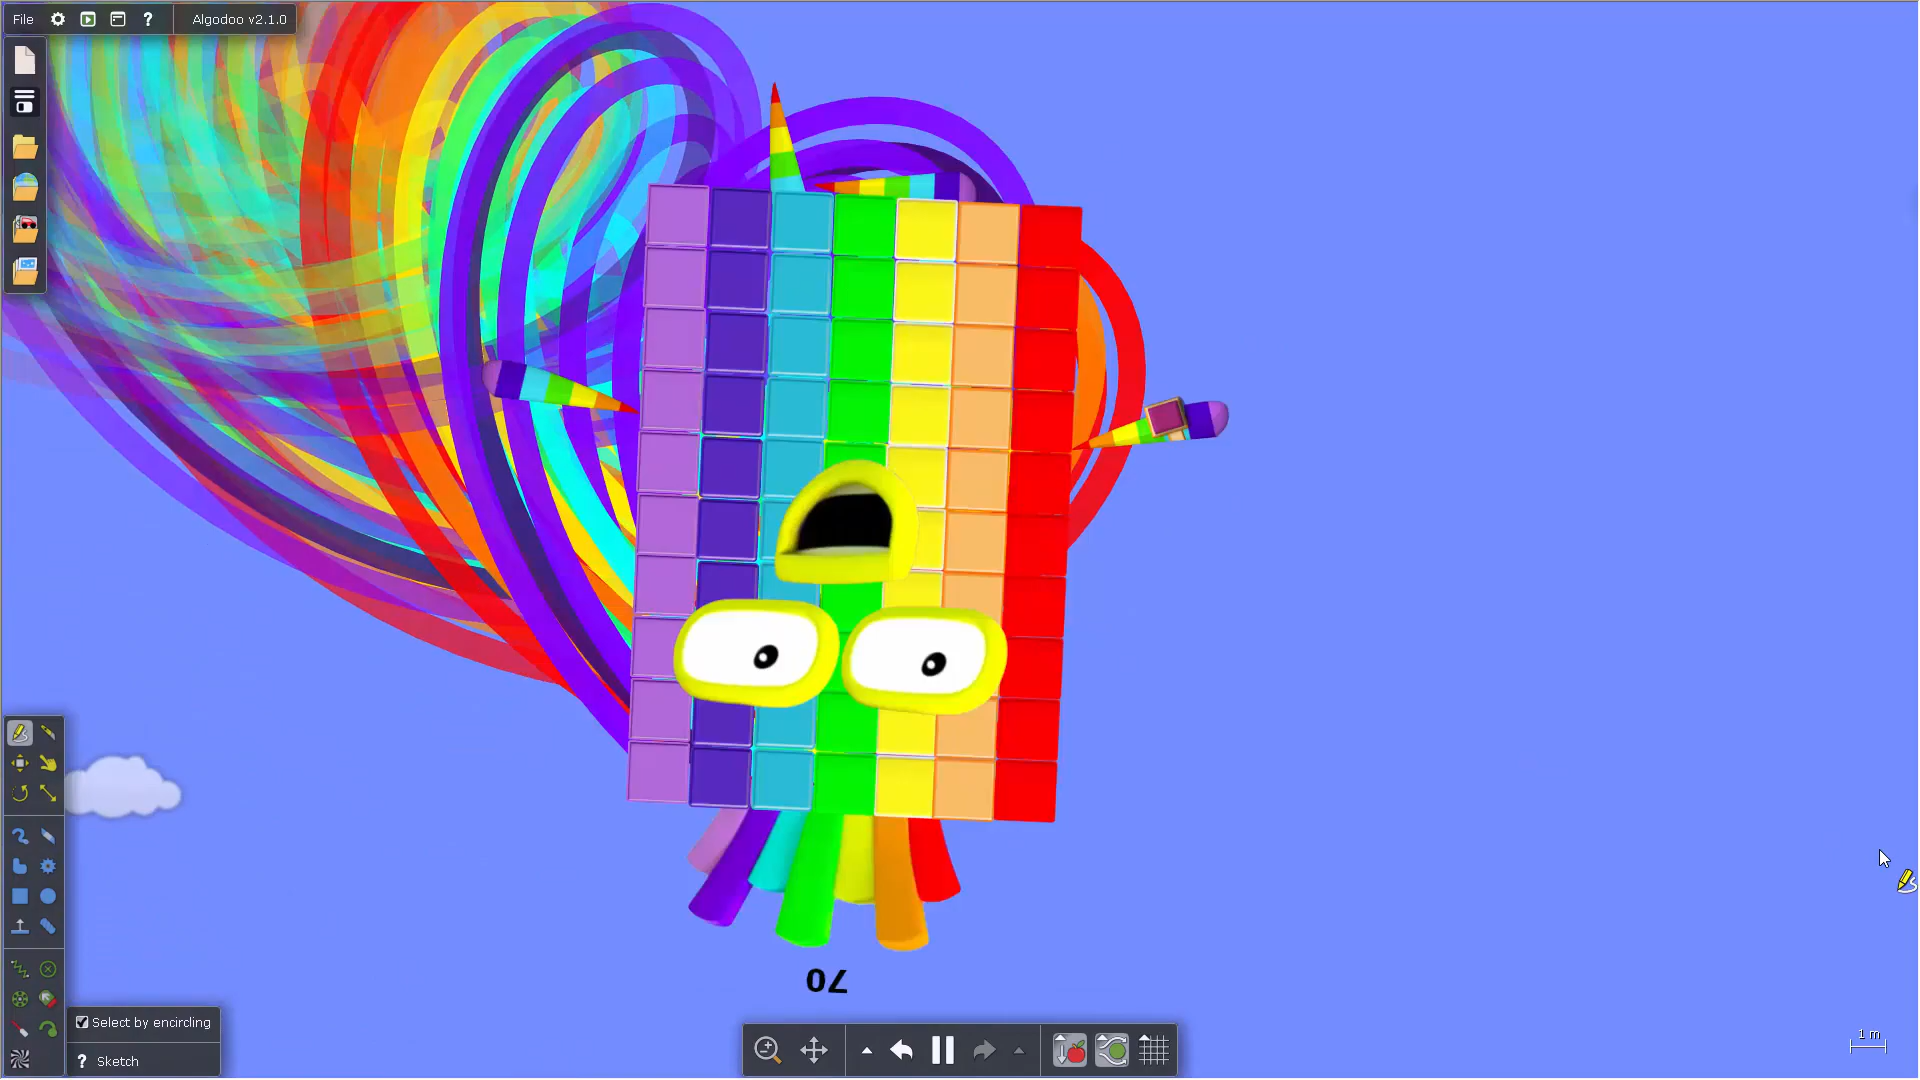 File ? Algodoo v2.1.0
70
Select by encircling
? Sketch
1 m